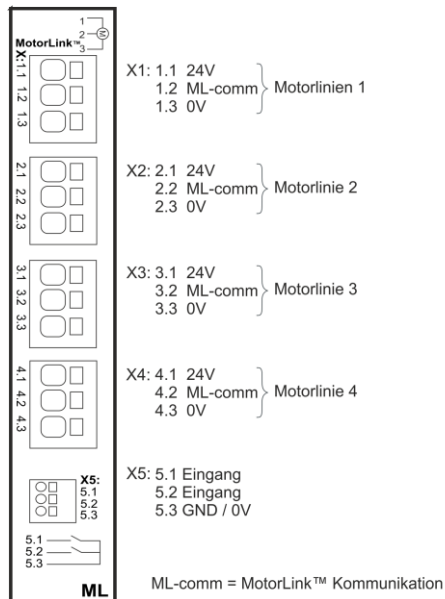 1
2
M
3
MotorLink™
X:
1.1
1.2
1.3
X1: 1.1 24V
1.2 ML-comm
1.3 0V
Motorlinien 1
2.1
2.2
2.3
X2: 2.1 24V
2.2 ML-comm
2.3 0V
Motorlinie 2
3.1
3.2
3.3
X3: 3.1 24V
3.2 ML-comm
3.3 0V
Motorlinie 3
4.1
4.2
4.3
X4: 4.1 24V
4.2 ML-comm
4.3 0V
Motorlinie 4
X5:
5.1
5.2
5.3
X5: 5.1 Eingang
5.2 Eingang
5.3 GND / 0V
5.1
5.2
5.3
ML
ML-comm = MotorLink™ Kommunikation